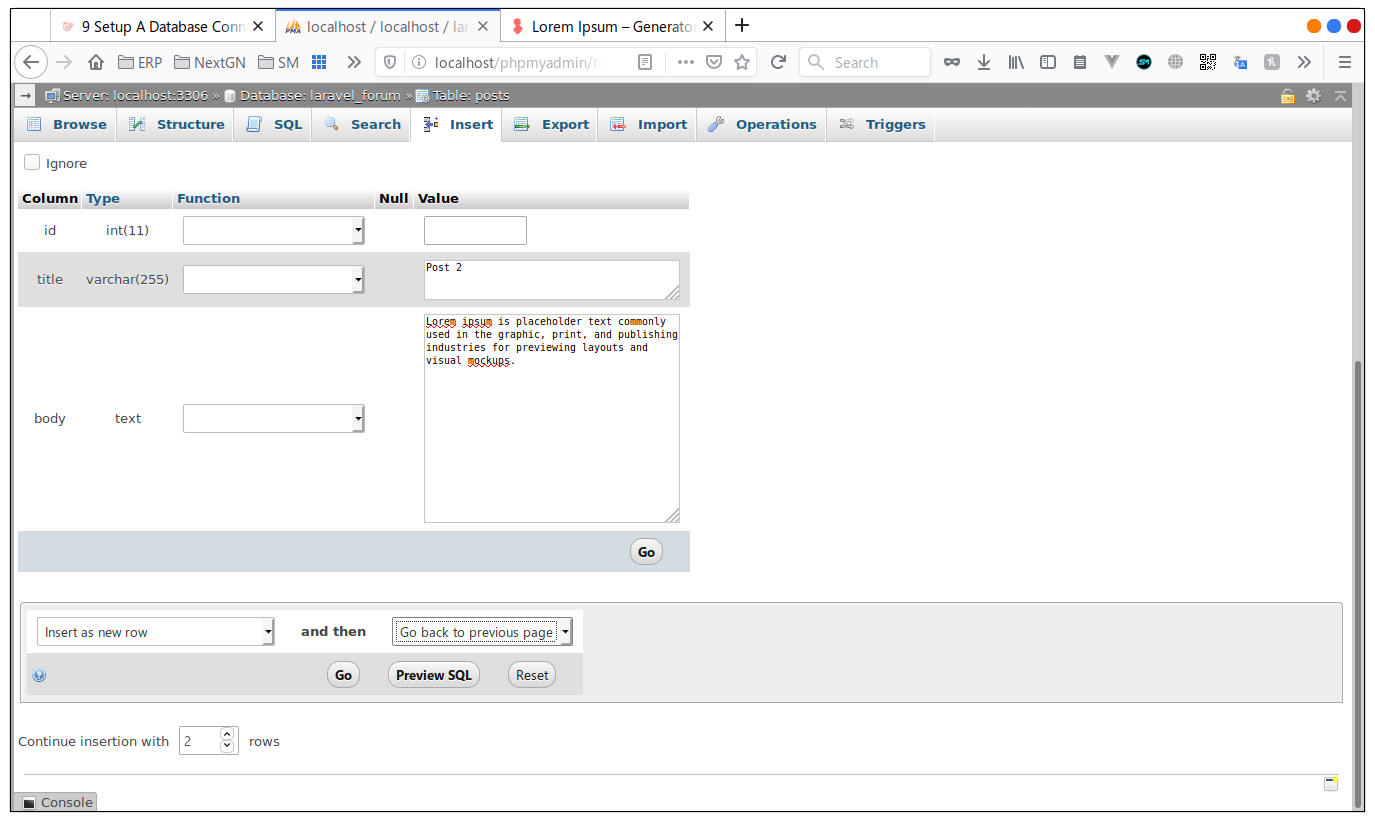 9 Setup A Database Conn
localhost / localhost / lar
Lorem Ipsum – Generator
ERP NextGN SM localhost/phpmyadmin/t Search
Server: localhost:3306 » Database: laravel_forum » Table: posts
Browse Structure SQL Search Insert Export Import Operations Triggers
Ignore
Column Type Function Null Value
id int(11)
title varchar(255) Post 2
Lorem ipsum is placeholder text commonly
used in the graphic, print, and publishing
industries for previewing layouts and
visual mockups.
body text
Go
Insert as new row and then Go back to previous page
Go Preview SQL Reset
Continue insertion with 2 rows
Console